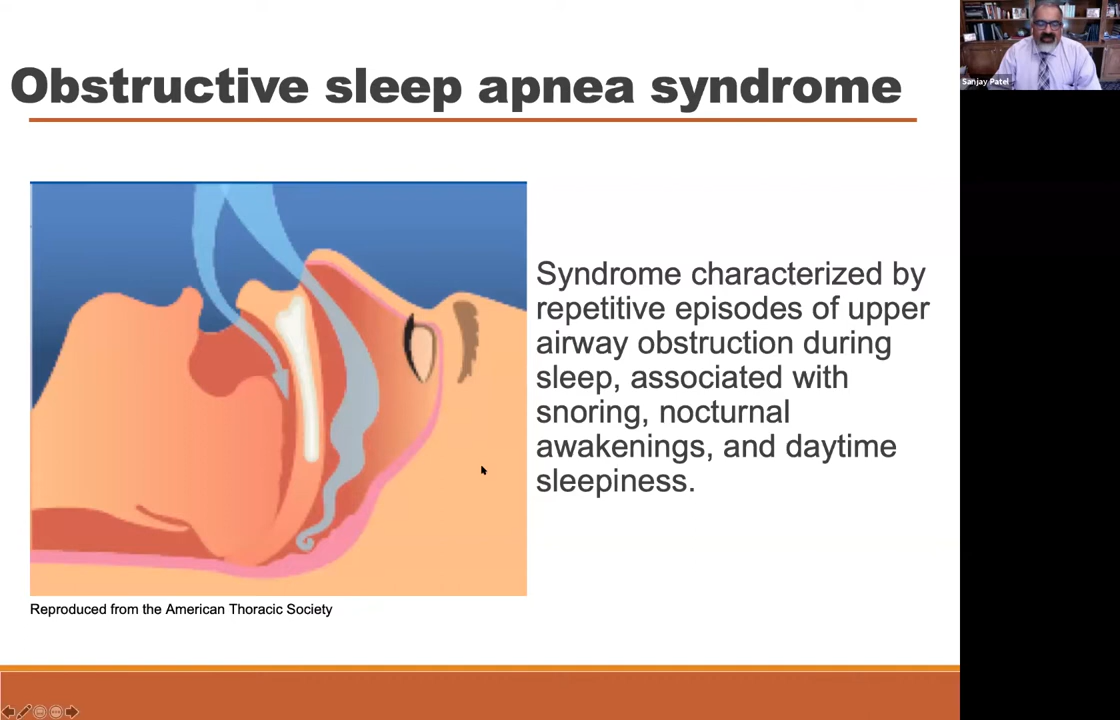 Obstructive sleep apnea syndrome
Sanjay Patel
Syndrome characterized by
repetitive episodes of upper
airway obstruction during
sleep, associated with
snoring, nocturnal
awakenings, and daytime
sleepiness.
Reproduced from the American Thoracic Society